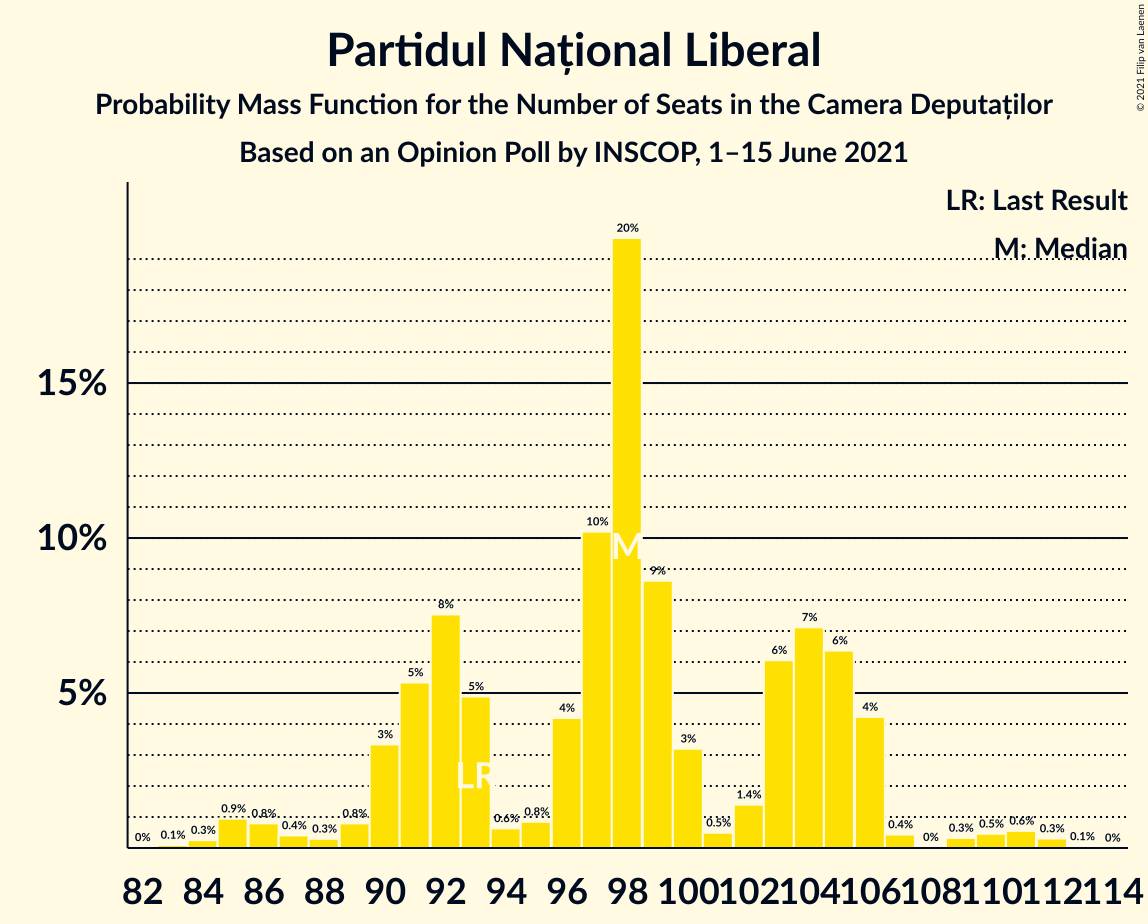 Partidul Național Liberal
Probability Mass Function for the Number of Seats in the Camera Deputaților
Based on an Opinion Poll by INSCOP, 1–15 June 2021
© 2021 Filip van Laenen
LR: Last Result
M: Median
15%
10%
5%
0% 0.1% 0.3% 0.9% 0.8% 0.4% 0.3% 0.8% 3% 5% 8% 5% 0.6% 0.8% 4% 10% 20% 9% 3% 0.5% 1.4% 6% 7% 6% 4% 0.4% 0% 0.3% 0.5% 0.6% 0.3% 0.1% 0%
M
LR
82 84 86 88 90 92 94 96 98 100 102 104 106 108 110 112 114